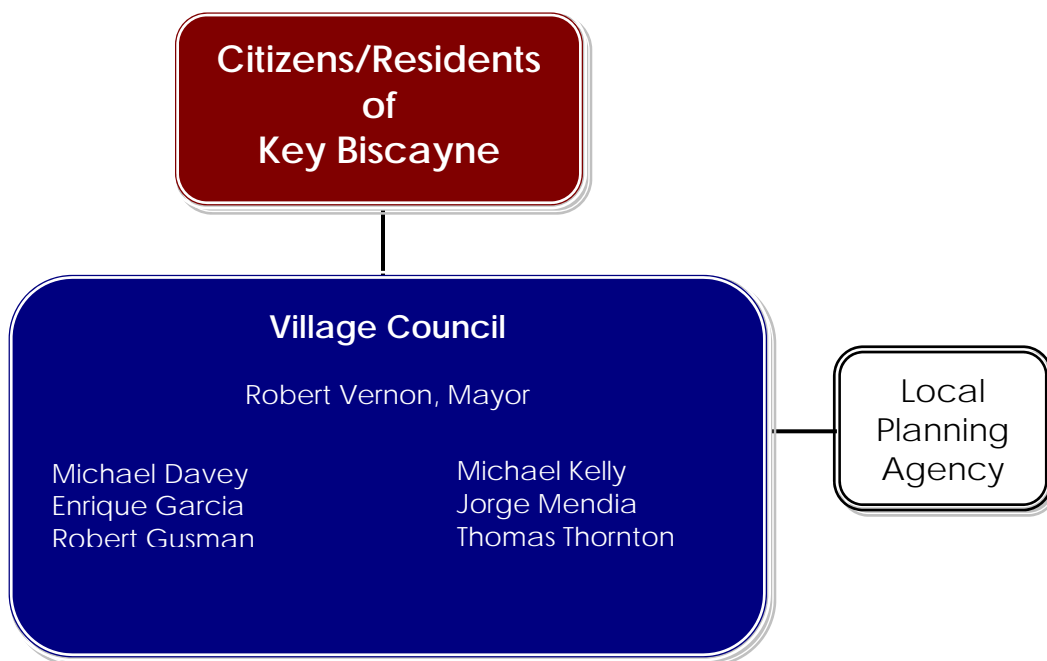 Citizens/Residents
of
Key Biscayne
Village Council
Robert Vernon, Mayor
Michael Davey
Enrique Garcia
Robert Gusman
Michael Kelly
Jorge Mendia
Thomas Thornton
Local
Planning
Agency